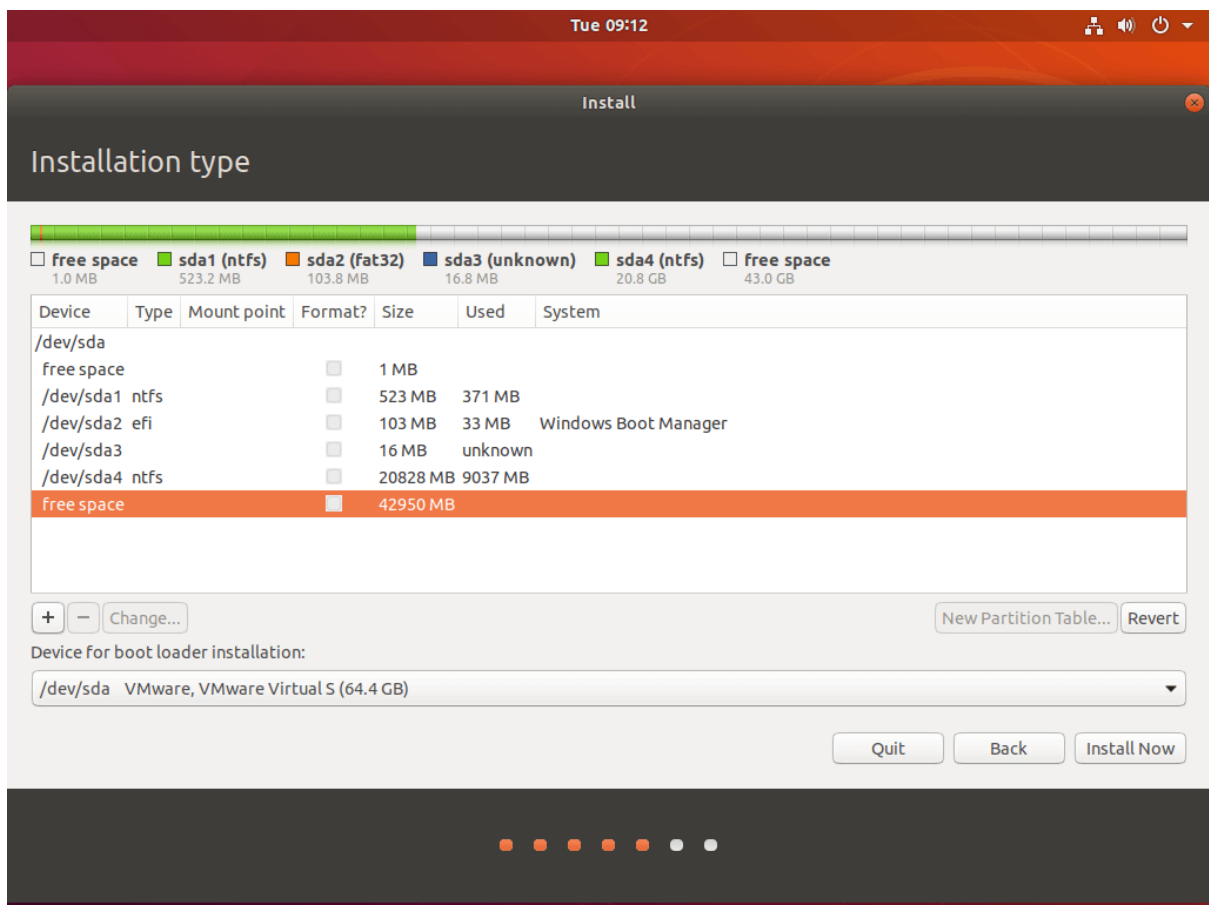 Tue 09:12
Install
Installation type
free space sda1 (ntfs) sda2 (fat32) sda3 (unknown) sda4 (ntfs) free space
1.0 MB 523.2 MB 103.8 MB 16.8 MB 20.8 GB 43.0 GB
Device Type Mount point Format? Size Used System
/dev/sda
free space 1 MB
/dev/sda1 ntfs 523 MB 371 MB
/dev/sda2 efi 103 MB 33 MB Windows Boot Manager
/dev/sda3 16 MB unknown
/dev/sda4 ntfs 20828 MB 9037 MB
free space 42950 MB
+ − Change... New Partition Table... Revert
Device for boot loader installation:
/dev/sda VMware, VMware Virtual S (64.4 GB)
Quit Back Install Now